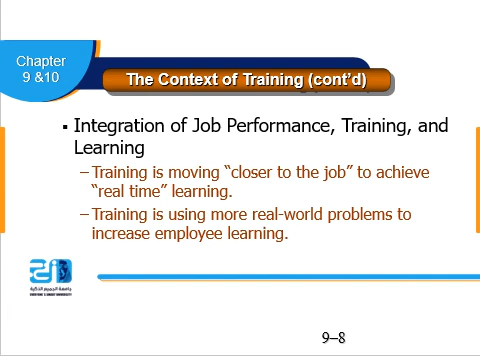 Chapter
9 &10
The Context of Training (cont’d)
▪ Integration of Job Performance, Training, and
Learning
–Training is moving “closer to the job” to achieve
“real time” learning.
–Training is using more real-world problems to
increase employee learning.
9–8